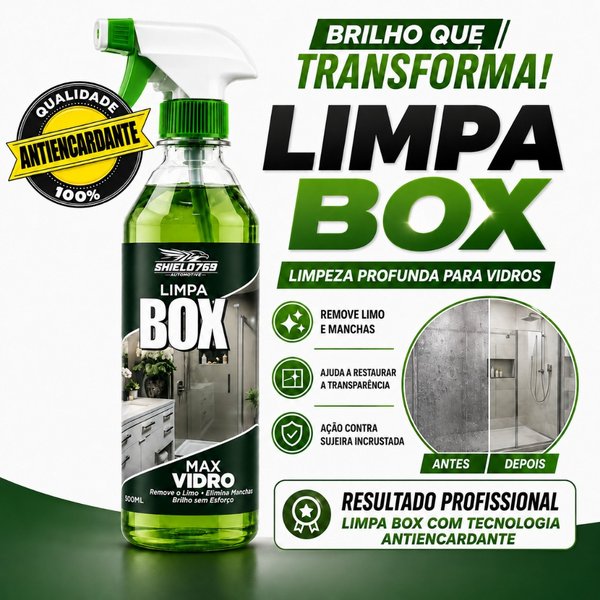 BRILHO QUE
TRANSFORMA!
LIMPA
BOX
LIMPEZA PROFUNDA PARA VIDROS
QUALIDADE
ANTIENCARDANTE
100%
SHIELD769
AUTOMOTIVE
LIMPA
BOX
MAX
VIDRO
Remove o Limo • Elimina Manchas
Brilho sem Esforço
500ML
REMOVE LIMO
E MANCHAS
AJUDA A RESTAURAR
A TRANSPARÊNCIA
AÇÃO CONTRA
SUJEIRA INCRUSTADA
ANTES
DEPOIS
RESULTADO PROFISSIONAL
LIMPA BOX COM TECNOLOGIA
ANTIENCARDANTE